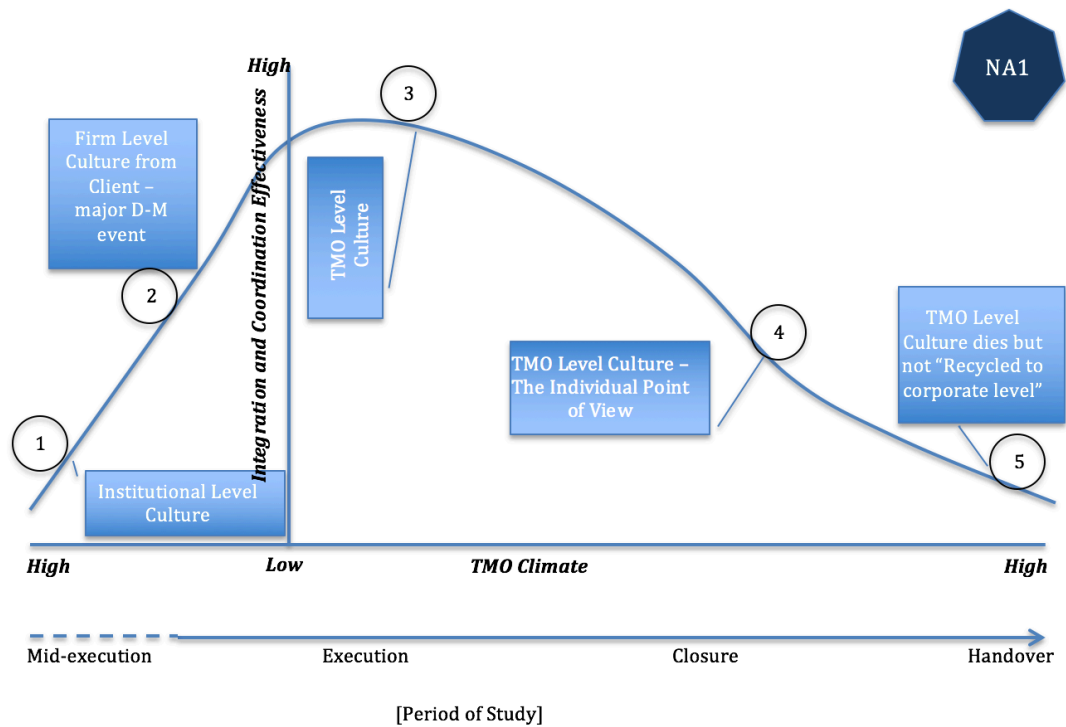 High
NA1
3
Firm Level
Culture from
Client –
major D-M
event
Integration and Coordination Effectiveness
TMO Level
Culture
2
4
TMO Level Culture –
The Individual Point
of View
TMO Level
Culture dies but
not “Recycled to
corporate level”
1
5
Institutional Level
Culture
High
Low
TMO Climate
High
Mid-execution
Execution
Closure
Handover
[Period of Study]